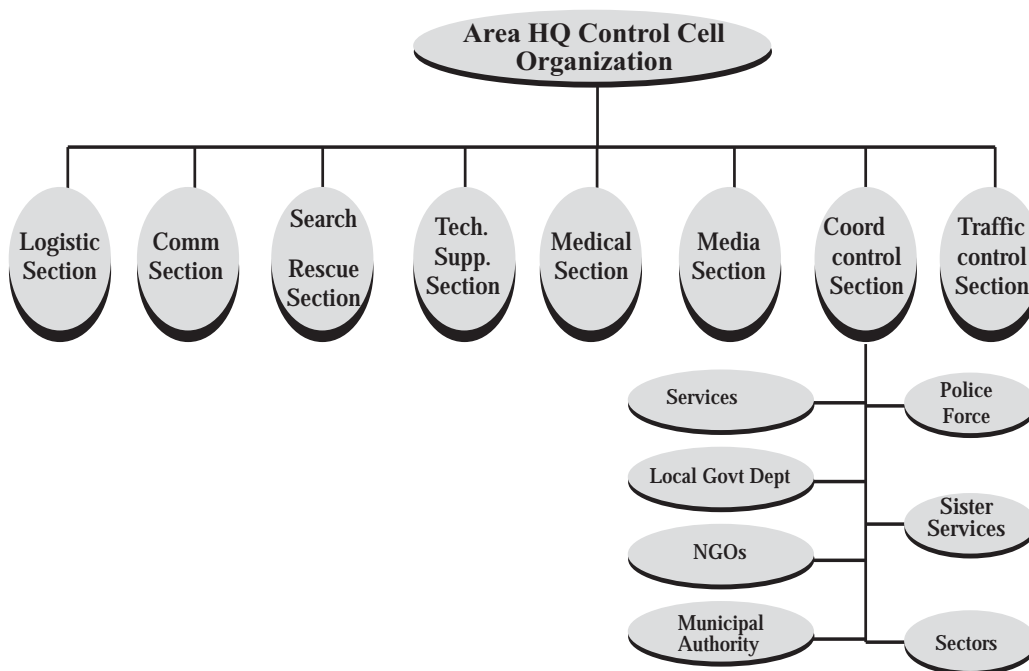 Area HQ Control Cell
Organization
Logistic
Section
Comm
Section
Search
Rescue
Section
Tech.
Supp.
Section
Medical
Section
Media
Section
Coord
control
Section
Traffic
control
Section
Services
Police
Force
Local Govt Dept
Sister
Services
NGOs
Municipal
Authority
Sectors